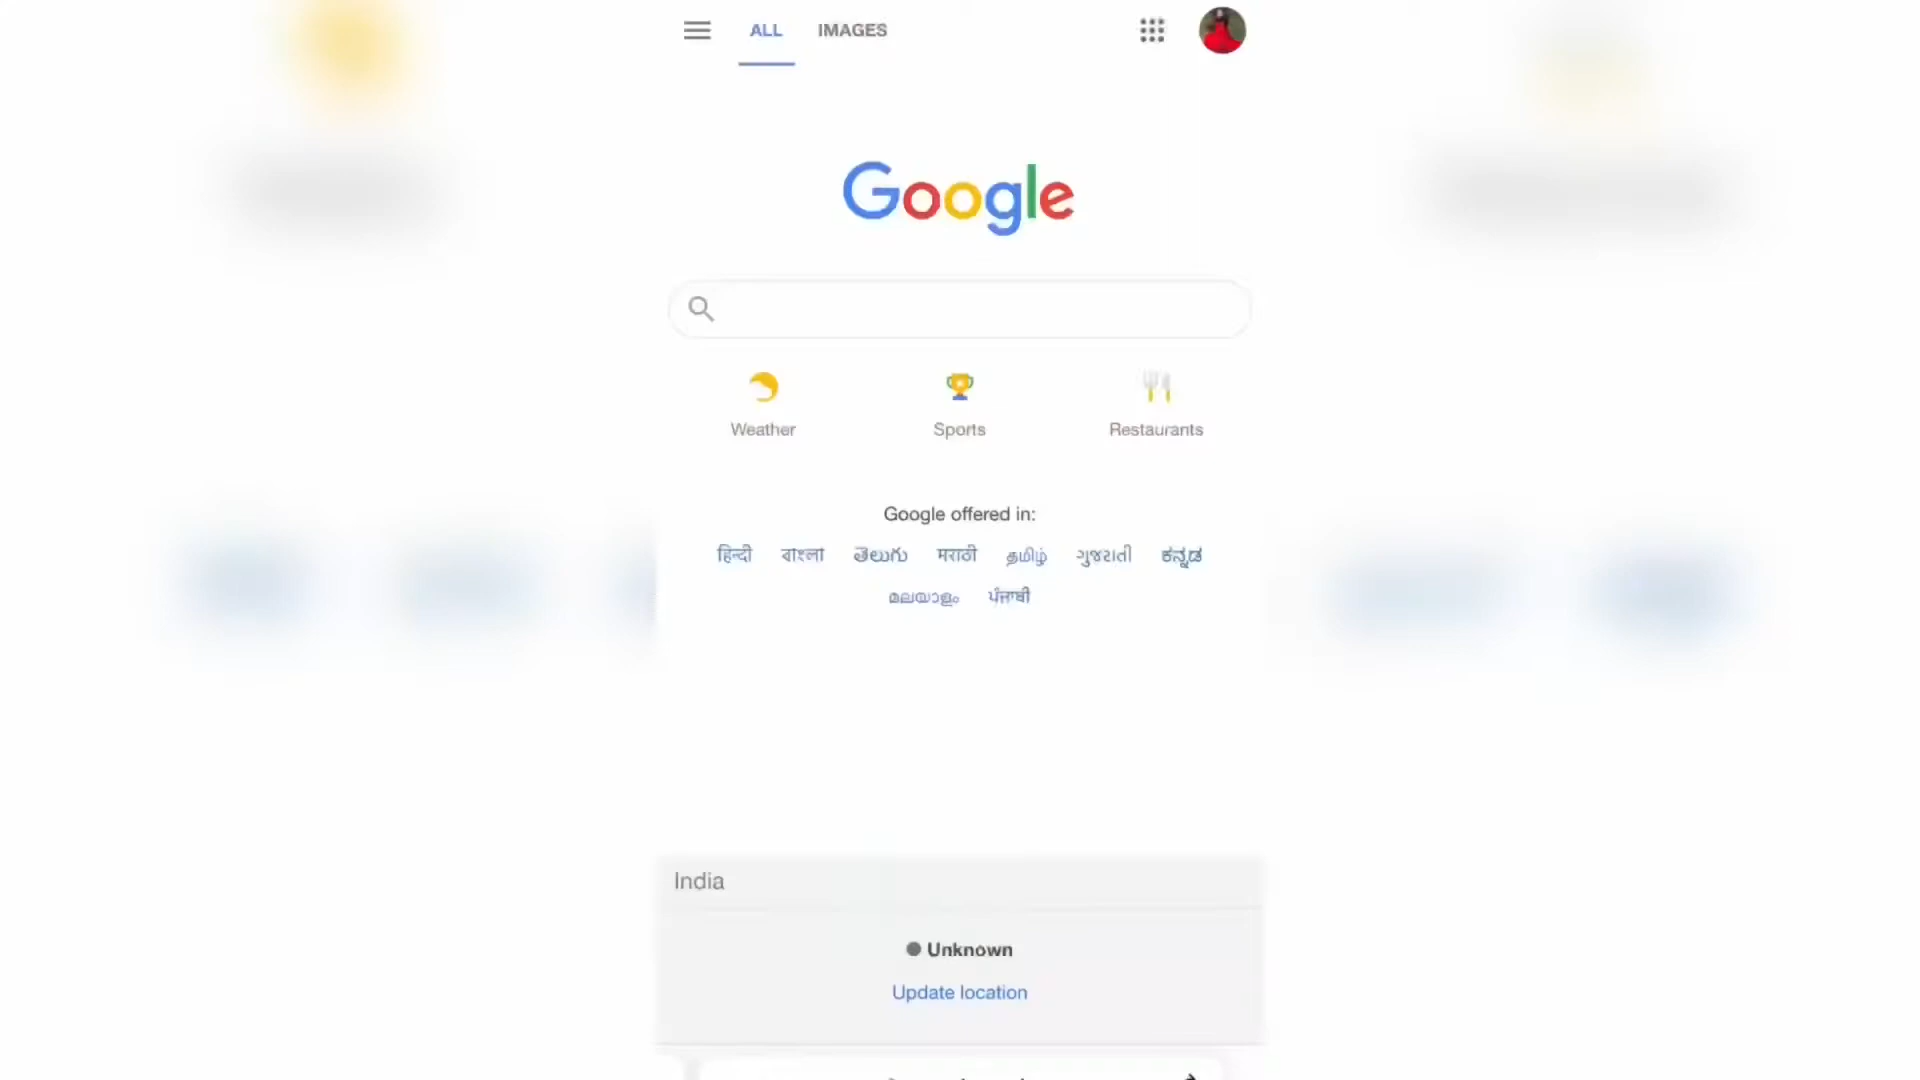 ALL IMAGES
Google
Weather Sports Restaurants
Google offered in:
हिन्दी বাংলা తెలుగు मराठी தமிழ் ગુજરાતી ಕನ್ನಡ
മലയാളം ਪੰਜਾਬੀ
India
Unknown
Update location